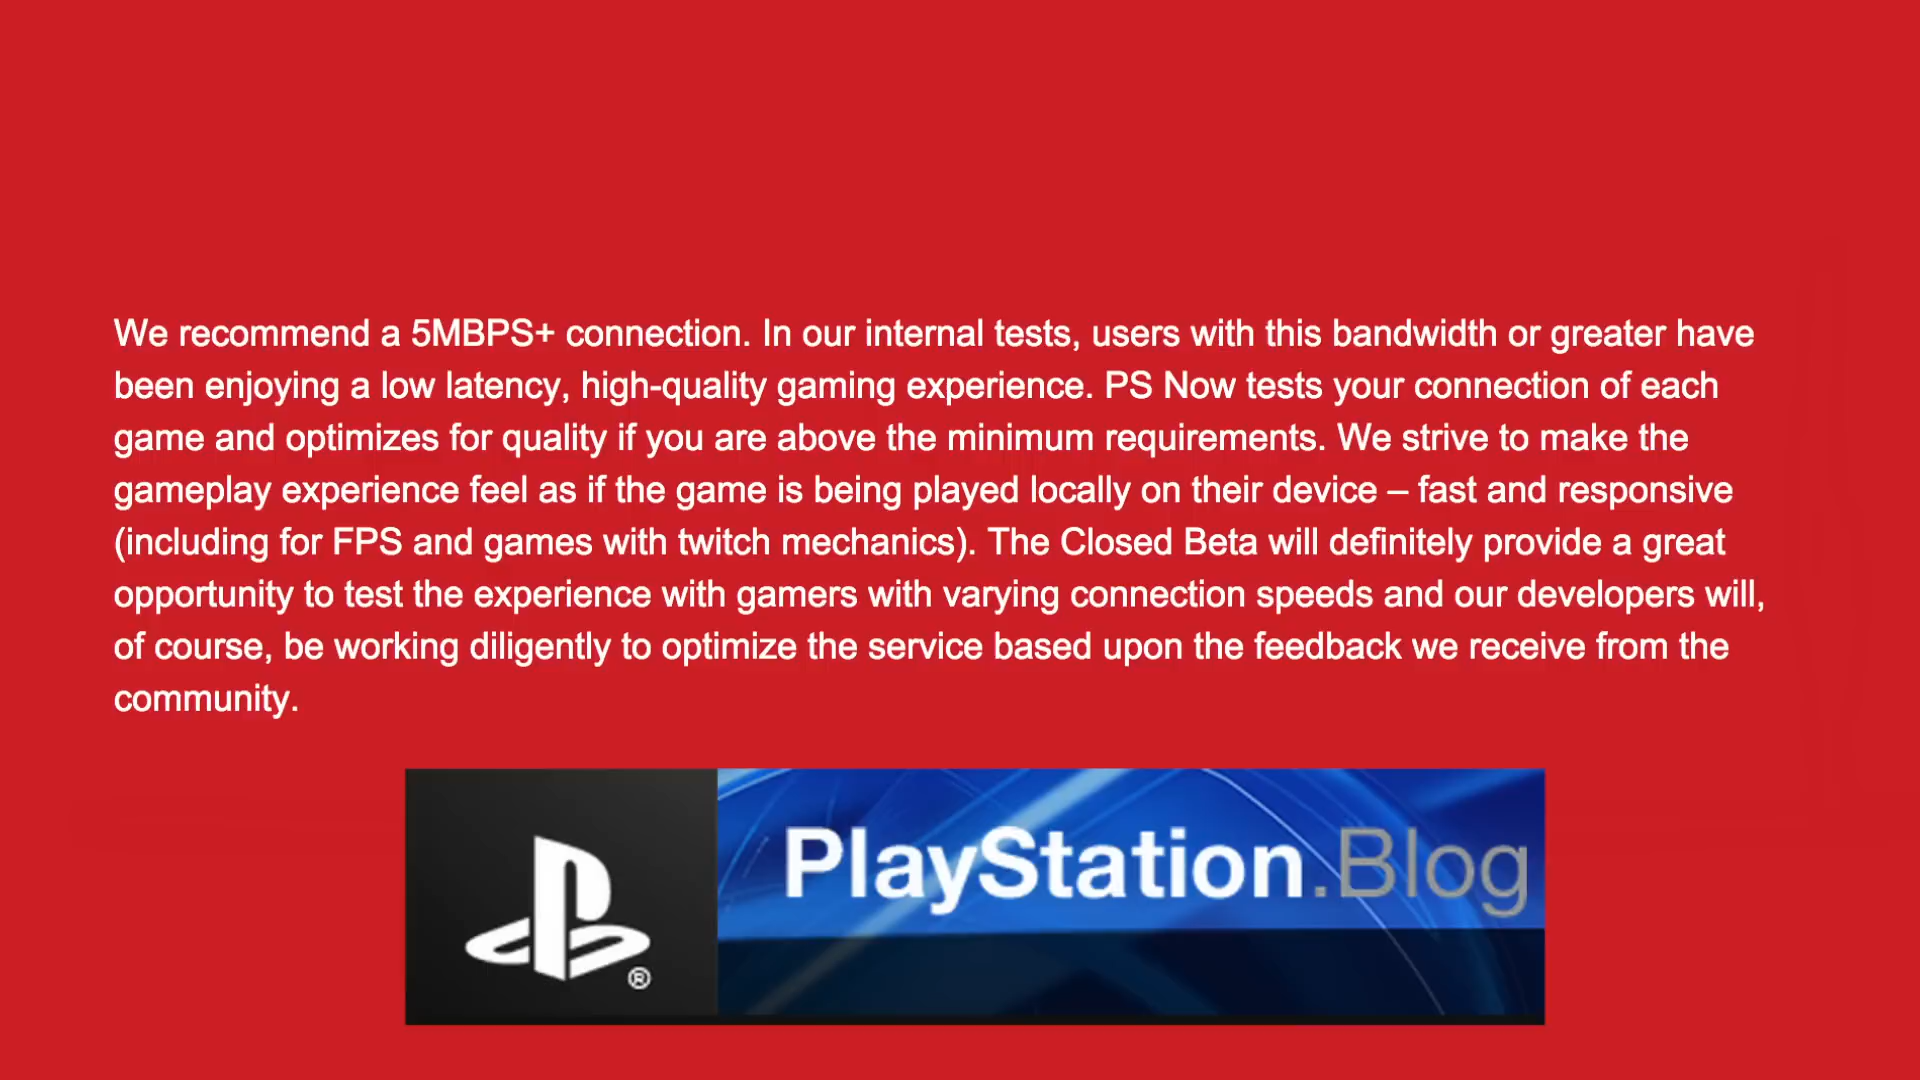 We recommend a 5MBPS+ connection. In our internal tests, users with this bandwidth or greater have
been enjoying a low latency, high-quality gaming experience. PS Now tests your connection of each
game and optimizes for quality if you are above the minimum requirements. We strive to make the
gameplay experience feel as if the game is being played locally on their device – fast and responsive
(including for FPS and games with twitch mechanics). The Closed Beta will definitely provide a great
opportunity to test the experience with gamers with varying connection speeds and our developers will,
of course, be working diligently to optimize the service based upon the feedback we receive from the
community.
PlayStation.Blog
®